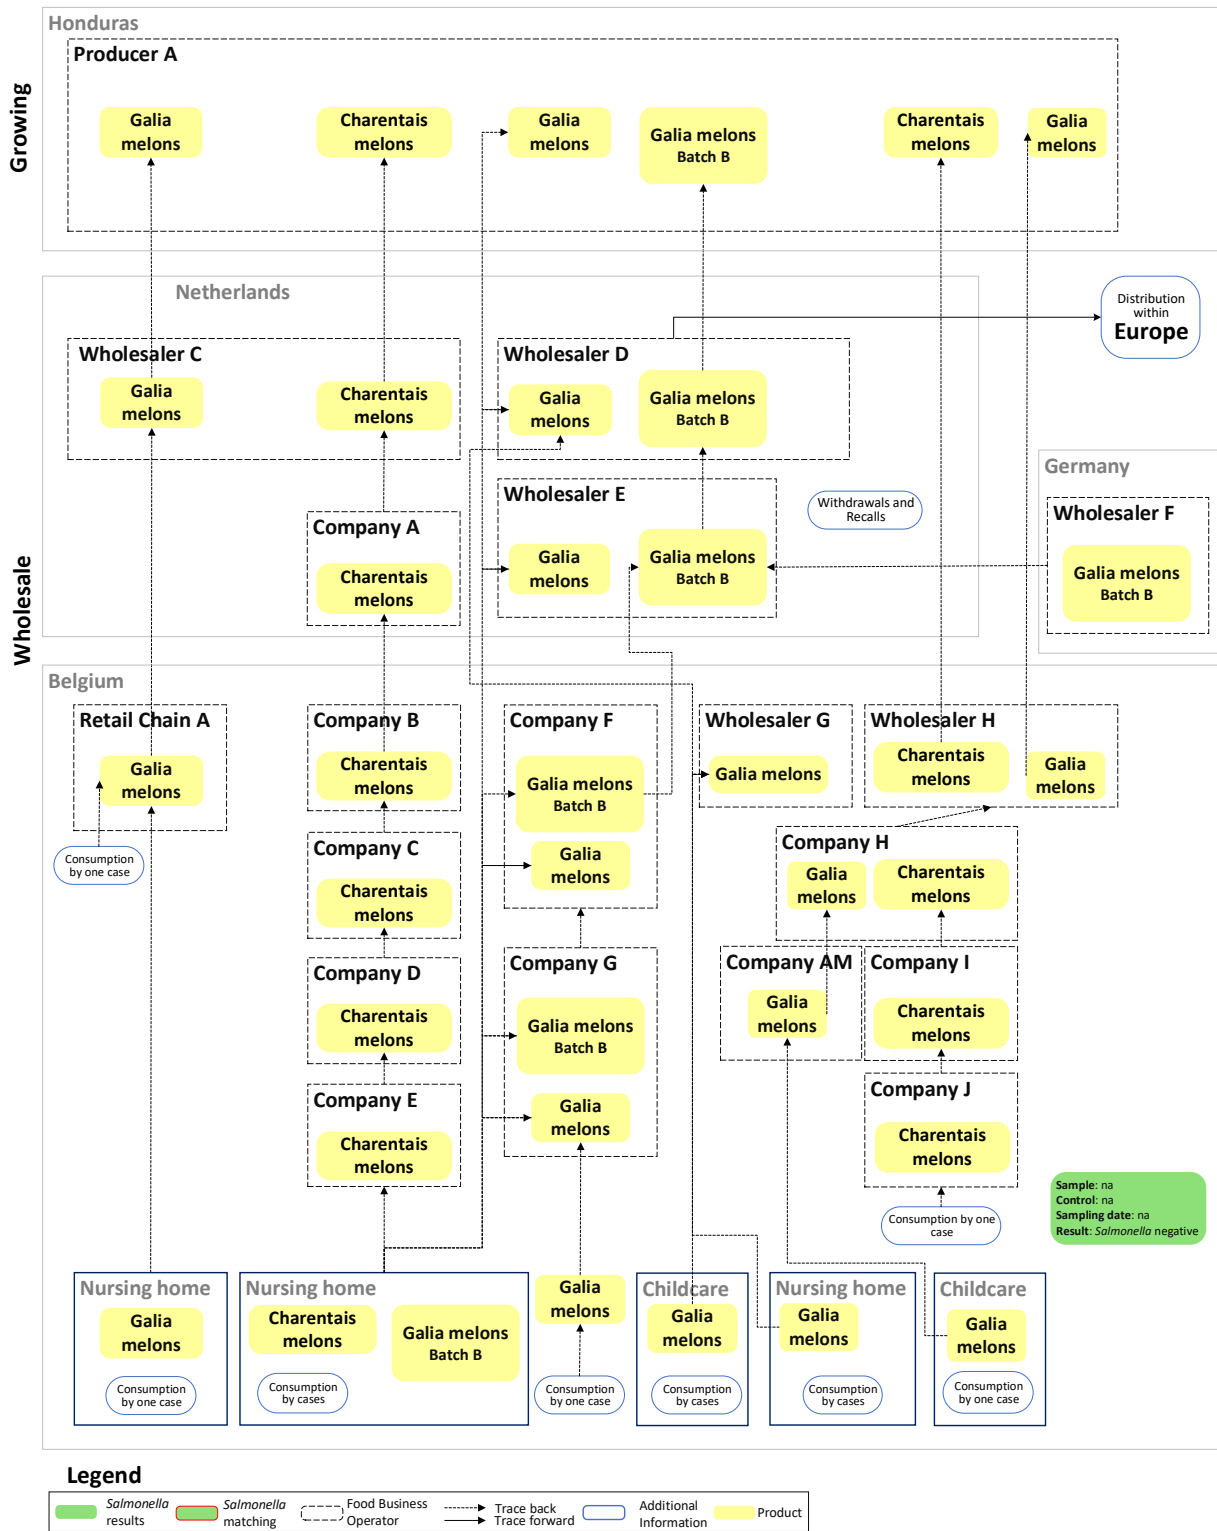 Honduras
Producer A
Growing
Galia
melons
Charentais
melons
Galia
melons
Galia melons
Batch B
Charentais
melons
Galia
melons
Netherlands
Distribution
within
Europe
Wholesaler C
Galia
melons
Charentais
melons
Wholesaler D
Galia
melons
Galia melons
Batch B
Germany
Wholesaler E
Galia
melons
Galia melons
Batch B
Withdrawals and
Recalls
Wholesaler F
Galia melons
Batch B
Company A
Charentais
melons
Wholesale
Belgium
Retail Chain A
Galia
melons
Consumption
by one case
Company B
Charentais
melons
Company F
Galia melons
Batch B
Galia
melons
Wholesaler G
Galia melons
Wholesaler H
Charentais
melons
Galia
melons
Company C
Charentais
melons
Company H
Galia
melons
Charentais
melons
Company D
Charentais
melons
Company G
Galia melons
Batch B
Galia
melons
Company AM
Galia
melons
Company I
Charentais
melons
Company E
Charentais
melons
Company J
Charentais
melons
Consumption by one
case
Sample: na
Control: na
Sampling date: na
Result: Salmonella negative
Nursing home
Galia
melons
Consumption
by one case
Nursing home
Charentais
melons
Galia melons
Batch B
Consumption
by cases
Galia
melons
Consumption
by one case
Childcare
Galia melons
Consumption
by cases
Nursing home
Galia
melons
Consumption
by cases
Childcare
Galia
melons
Consumption
by one case
Legend
Salmonella
results
Salmonella
matching
Food Business
Operator
Trace back
Trace forward
Additional
Information
Product